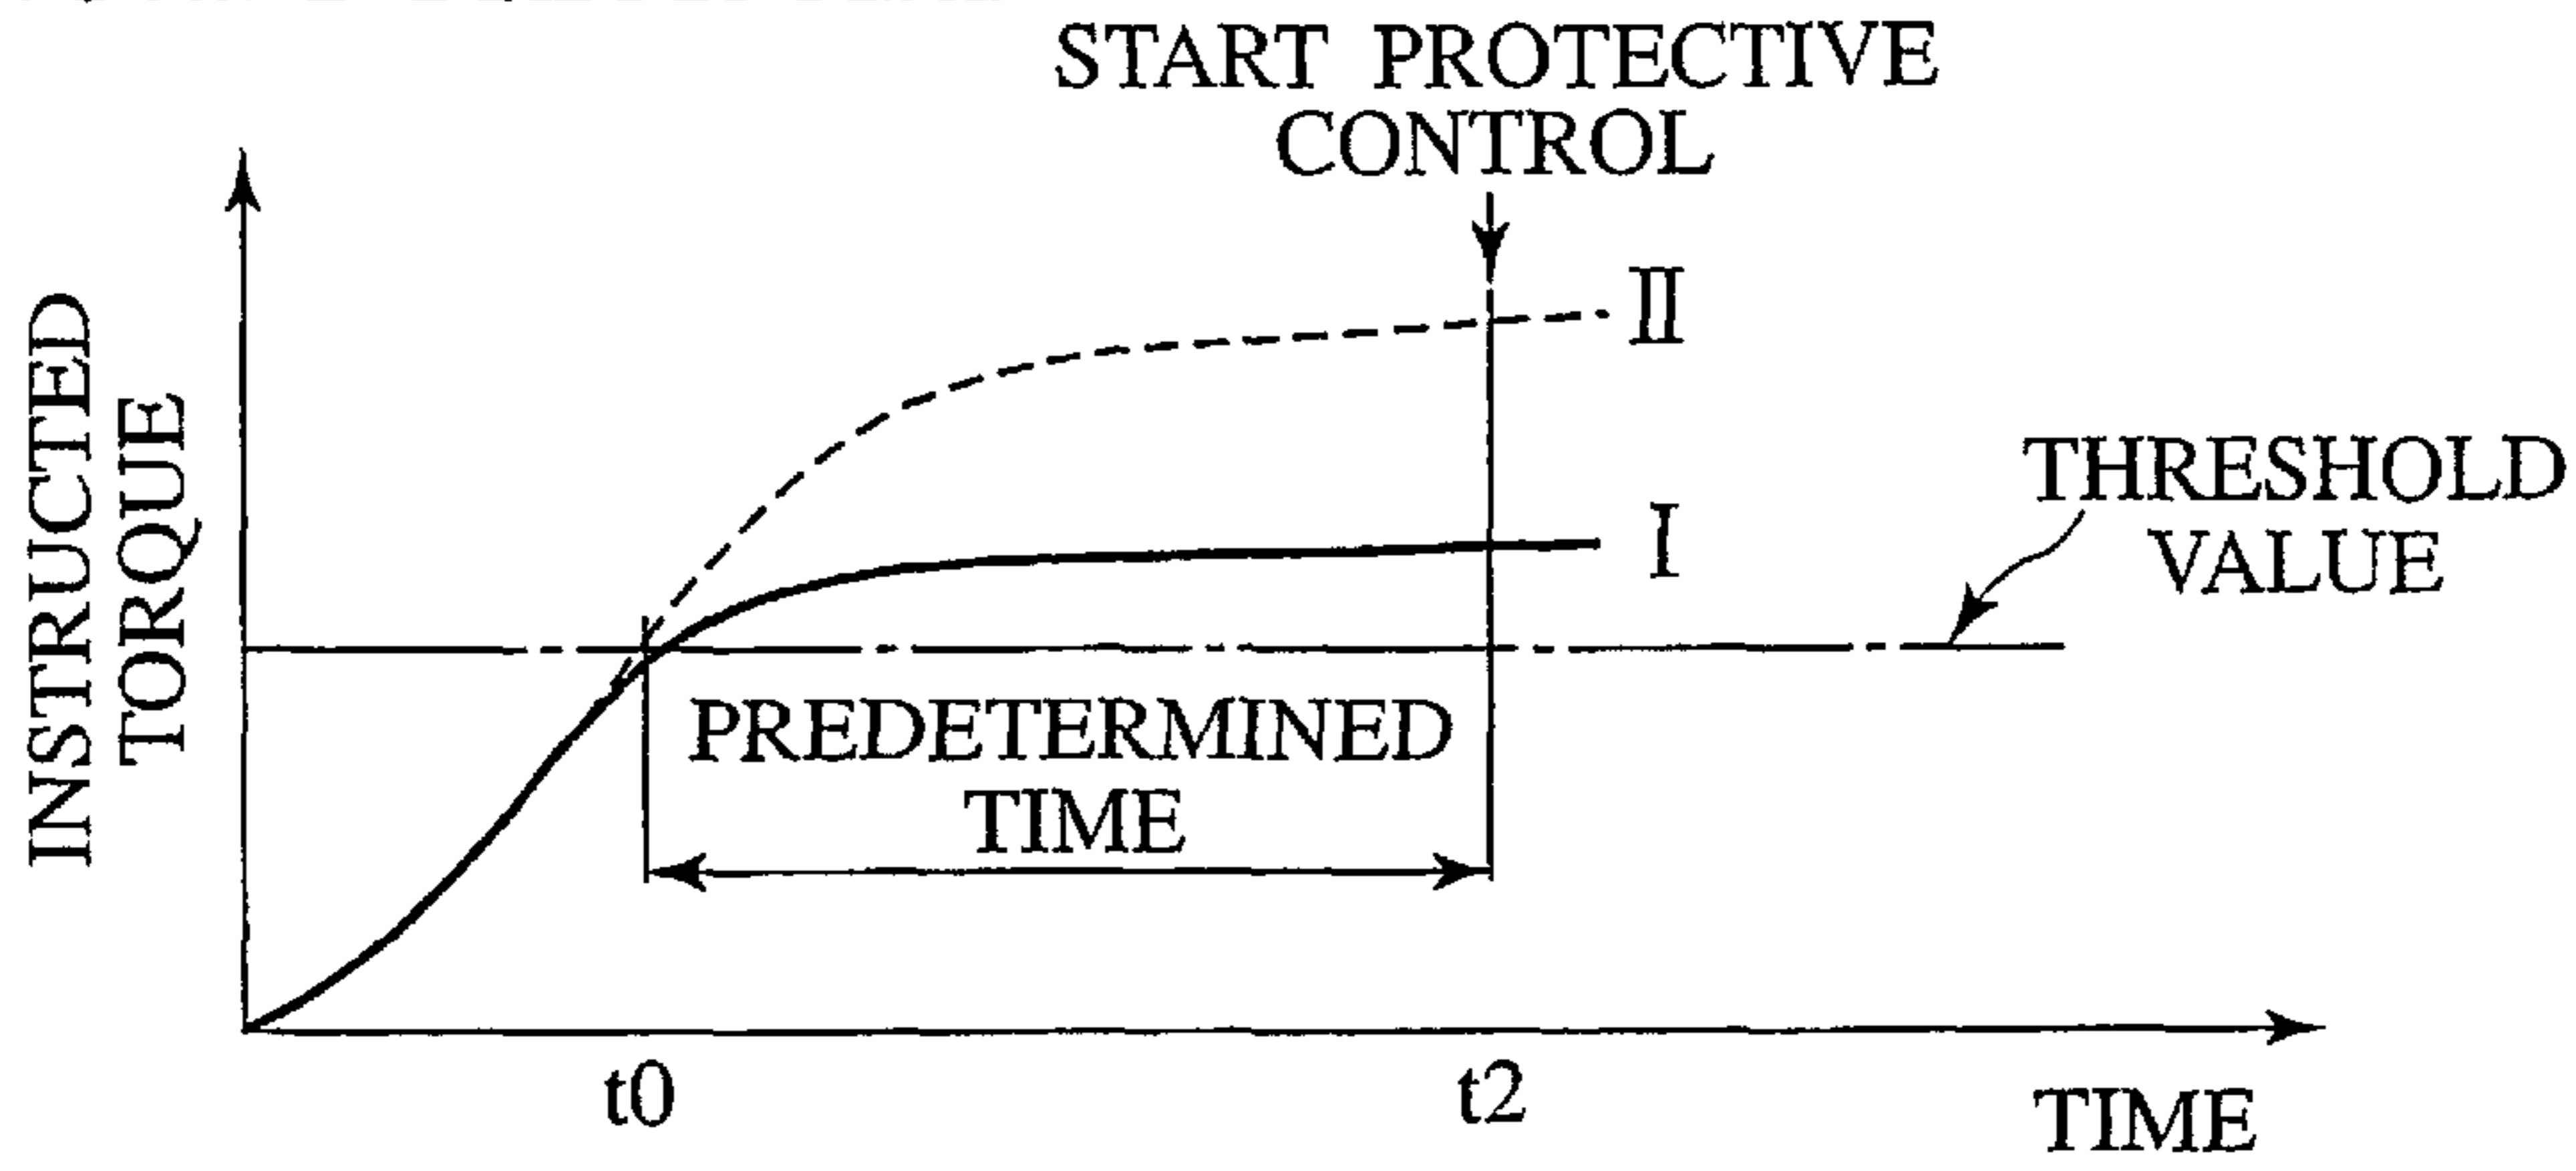 START PROTECTIVE
CONTROL
INSTRUCTED
TORQUE
II
I
THRESHOLD
VALUE
PREDETERMINED
TIME
t0
t2
TIME